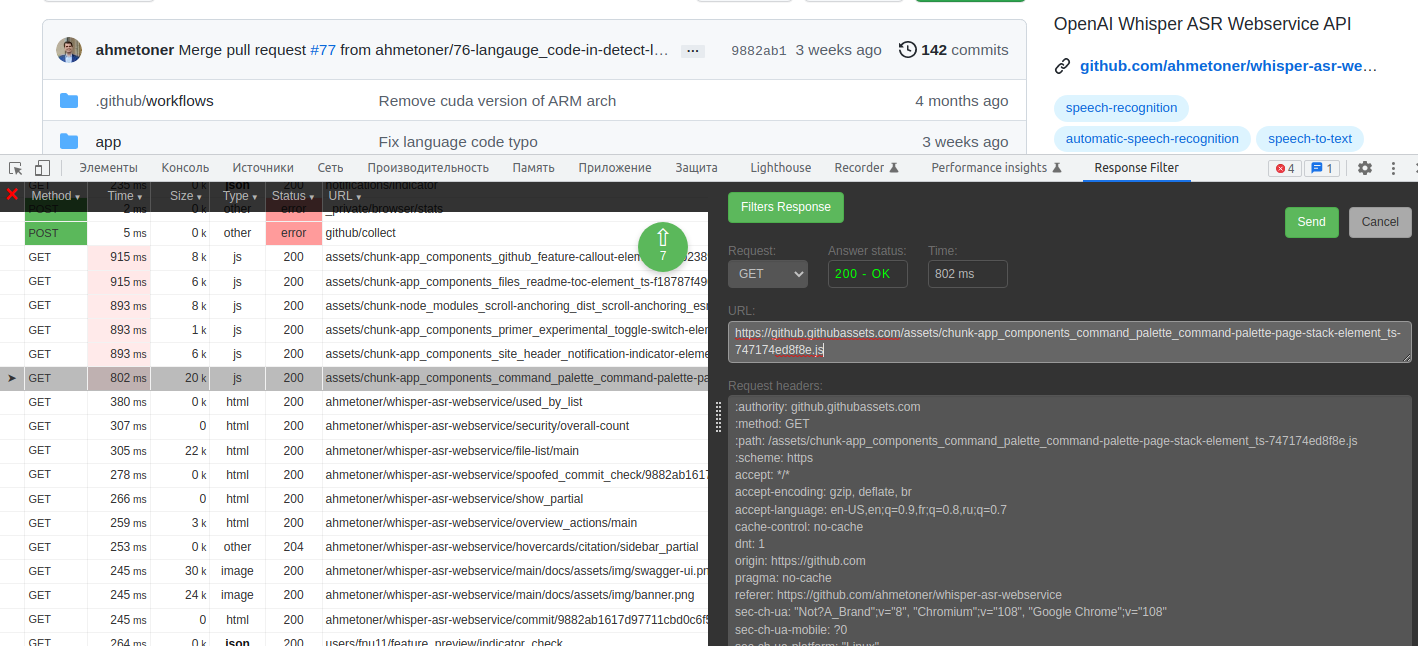 ahmetoner Merge pull request #77 from ahmetoner/76-langauge_code-in-detect-l… ... 9882ab1 3 weeks ago 142 commits
.github/workflows Remove cuda version of ARM arch 4 months ago
app Fix language code typo 3 weeks ago
OpenAI Whisper ASR Webservice API
github.com/ahmetoner/whisper-asr-we…
speech-recognition
automatic-speech-recognition speech-to-text
Элементы Консоль Источники Сеть Производительность Память Приложение Защита Lighthouse Recorder Performance insights Response Filter 4 1
GET 235 ms 0 k json 200 notifications/indicator
Method Time Size Type Status URL
POST 2 ms 0 k other error _private/browser/stats
POST 5 ms 0 k other error github/collect
GET 915 ms 8 k js 200 assets/chunk-app_components_github_feature-callout-elem
GET 915 ms 6 k js 200 assets/chunk-app_components_files_readme-toc-element_ts-f18787f49
GET 893 ms 8 k js 200 assets/chunk-node_modules_scroll-anchoring_dist_scroll-anchoring_esm
GET 893 ms 1 k js 200 assets/chunk-app_components_primer_experimental_toggle-switch-elem
GET 893 ms 6 k js 200 assets/chunk-app_components_site_header_notification-indicator-eleme
GET 802 ms 20 k js 200 assets/chunk-app_components_command_palette_command-palette-pa
GET 380 ms 0 k html 200 ahmetoner/whisper-asr-webservice/used_by_list
GET 307 ms 0 html 200 ahmetoner/whisper-asr-webservice/security/overall-count
GET 305 ms 22 k html 200 ahmetoner/whisper-asr-webservice/file-list/main
GET 278 ms 0 k html 200 ahmetoner/whisper-asr-webservice/spoofed_commit_check/9882ab1617
GET 266 ms 0 html 200 ahmetoner/whisper-asr-webservice/show_partial
GET 259 ms 3 k html 200 ahmetoner/whisper-asr-webservice/overview_actions/main
GET 253 ms 0 k other 204 ahmetoner/whisper-asr-webservice/hovercards/citation/sidebar_partial
GET 245 ms 30 k image 200 ahmetoner/whisper-asr-webservice/main/docs/assets/img/swagger-ui.pn
GET 245 ms 24 k image 200 ahmetoner/whisper-asr-webservice/main/docs/assets/img/banner.png
GET 245 ms 0 html 200 ahmetoner/whisper-asr-webservice/commit/9882ab1617d97711cbd0c6f5
GET 264 ms 0 k json 200 users/fnu11/feature_preview/indicator_check
7
Filters Response
Send Cancel
Request: Answer status: Time:
GET 200 - OK 802 ms
URL:
https://github.githubassets.com/assets/chunk-app_components_command_palette_command-palette-page-stack-element_ts-
747174ed8f8e.js
Request headers:
:authority: github.githubassets.com
:method: GET
:path: /assets/chunk-app_components_command_palette_command-palette-page-stack-element_ts-747174ed8f8e.js
:scheme: https
accept: */*
accept-encoding: gzip, deflate, br
accept-language: en-US,en;q=0.9,fr;q=0.8,ru;q=0.7
cache-control: no-cache
dnt: 1
origin: https://github.com
pragma: no-cache
referer: https://github.com/ahmetoner/whisper-asr-webservice
sec-ch-ua: "Not?A_Brand";v="8", "Chromium";v="108", "Google Chrome";v="108"
sec-ch-ua-mobile: ?0
sec-ch-ua-platform: "Linux"